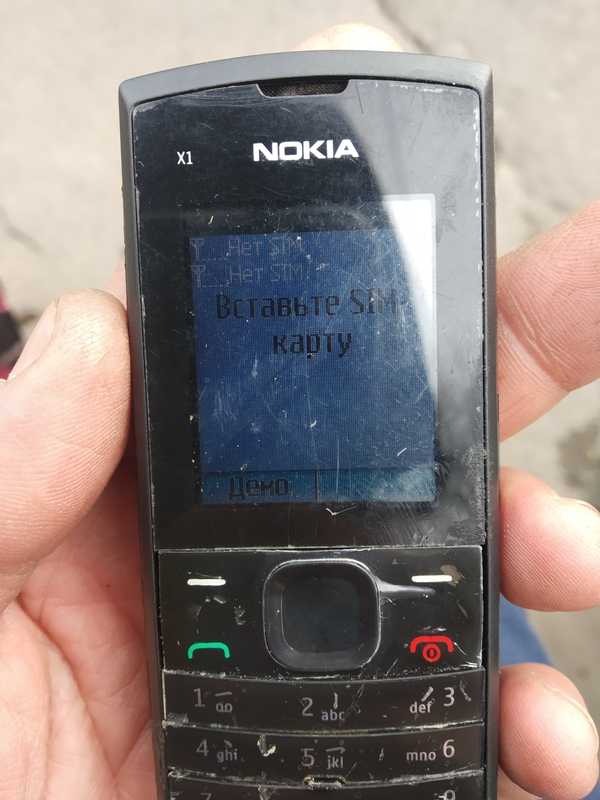 X1 NOKIA
Нет SIM
Нет SIM
Вставьте SIM-
карту
Демо
1
2 abc
def 3
4 ghi
5 jkl
mno 6